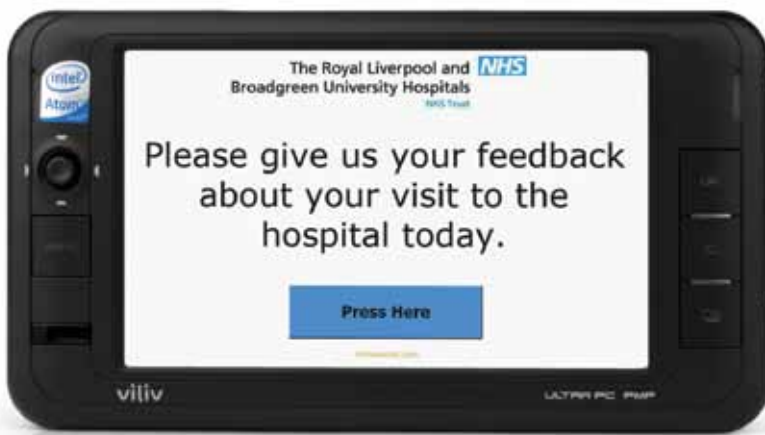 The Royal Liverpool and NHS
Broadgreen University Hospitals
NHS Trust
intel
Atom
Please give us your feedback
about your visit to the
hospital today.
Press Here
viliv
ULTRA PC PMP